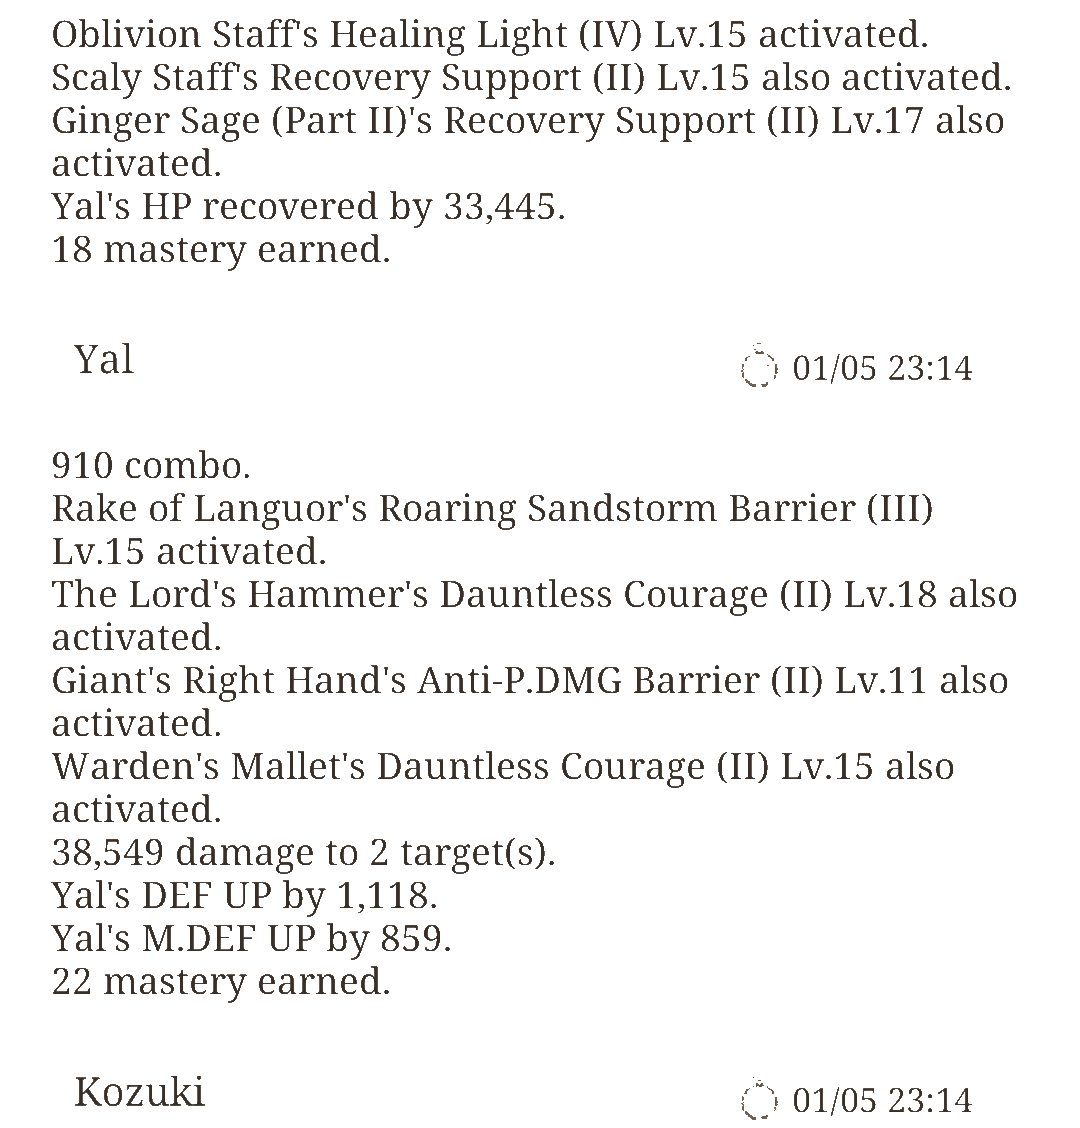 Oblivion Staff's Healing Light (IV) Lv.15 activated.
Scaly Staff's Recovery Support (II) Lv.15 also activated.
Ginger Sage (Part II)'s Recovery Support (II) Lv.17 also
activated.
Yal's HP recovered by 33,445.
18 mastery earned.
Yal 01/05 23:14
910 combo.
Rake of Languor's Roaring Sandstorm Barrier (III)
Lv.15 activated.
The Lord's Hammer's Dauntless Courage (II) Lv.18 also
activated.
Giant's Right Hand's Anti-P.DMG Barrier (II) Lv.11 also
activated.
Warden's Mallet's Dauntless Courage (II) Lv.15 also
activated.
38,549 damage to 2 target(s).
Yal's DEF UP by 1,118.
Yal's M.DEF UP by 859.
22 mastery earned.
Kozuki 01/05 23:14